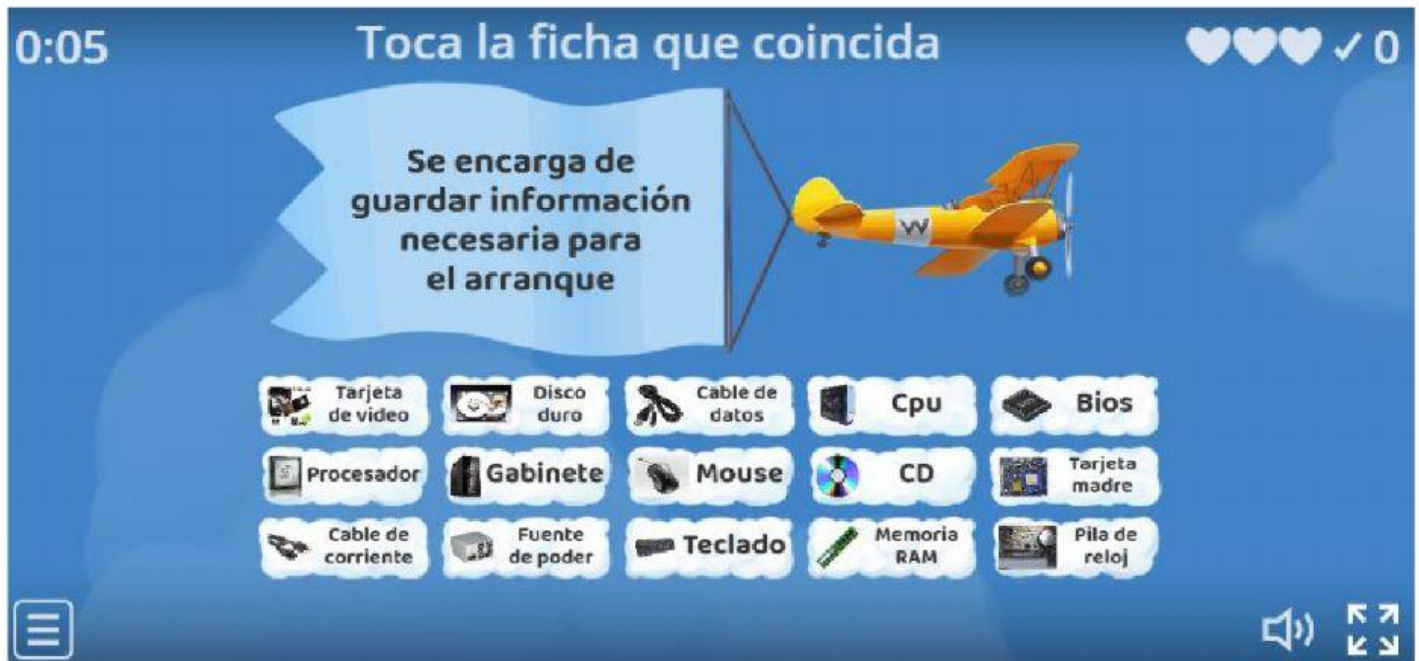 0:05
Toca la ficha que coincida
✓ 0
Se encarga de
guardar información
necesaria para
el arranque
W
Tarjeta
de video
Disco
duro
Cable de
datos
Cpu
Bios
Procesador
Gabinete
Mouse
CD
Tarjeta
madre
Cable de
corriente
Fuente
de poder
Teclado
Memoria
RAM
Pila de
reloj